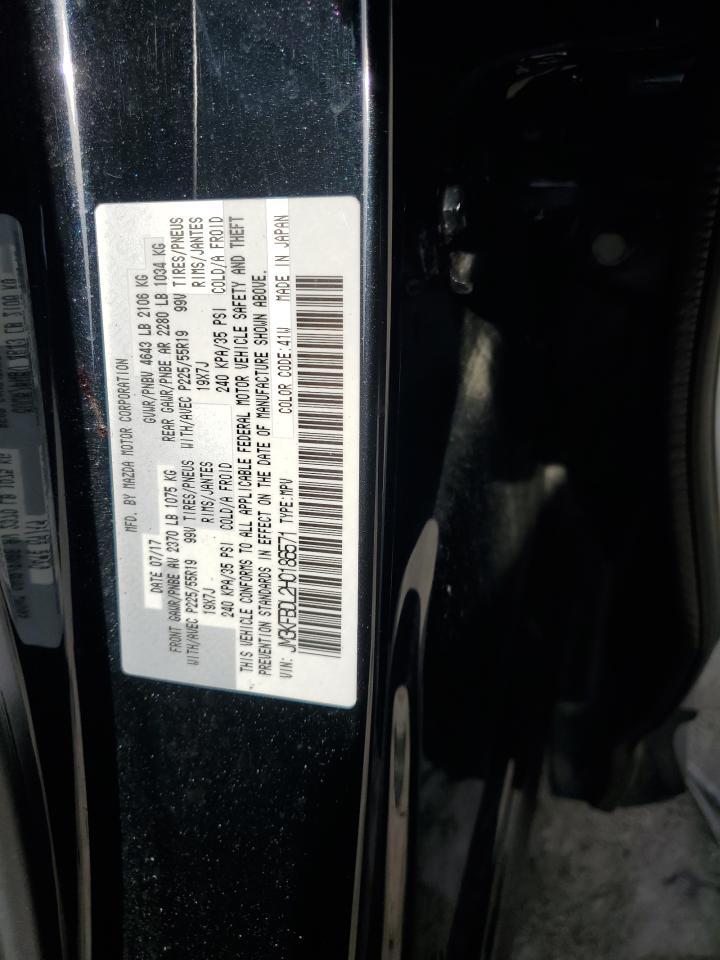 MFD. BY MAZDA MOTOR CORPORATION
DATE 07/17 GVWR/PNBV 4643 LB 2106 KG
FRONT GAWR/PNBE AV 2370 LB 1075 KG REAR GAWR/PNBE AR 2280 LB 1034 KG
WITH/AVEC P225/55R19 99V TIRES/PNEUS WITH/AVEC P225/55R19 99V TIRES/PNEUS
19X7J RIMS/JANTES 19X7J RIMS/JANTES
240 KPA/35 PSI COLD/A FROID 240 KPA/35 PSI COLD/A FROID
THIS VEHICLE CONFORMS TO ALL APPLICABLE FEDERAL MOTOR VEHICLE SAFETY AND THEFT
PREVENTION STANDARDS IN EFFECT ON THE DATE OF MANUFACTURE SHOWN ABOVE.
VIN: JM3KFBDL2H0186571 TYPE:MPV COLOR CODE:41W MADE IN JAPAN